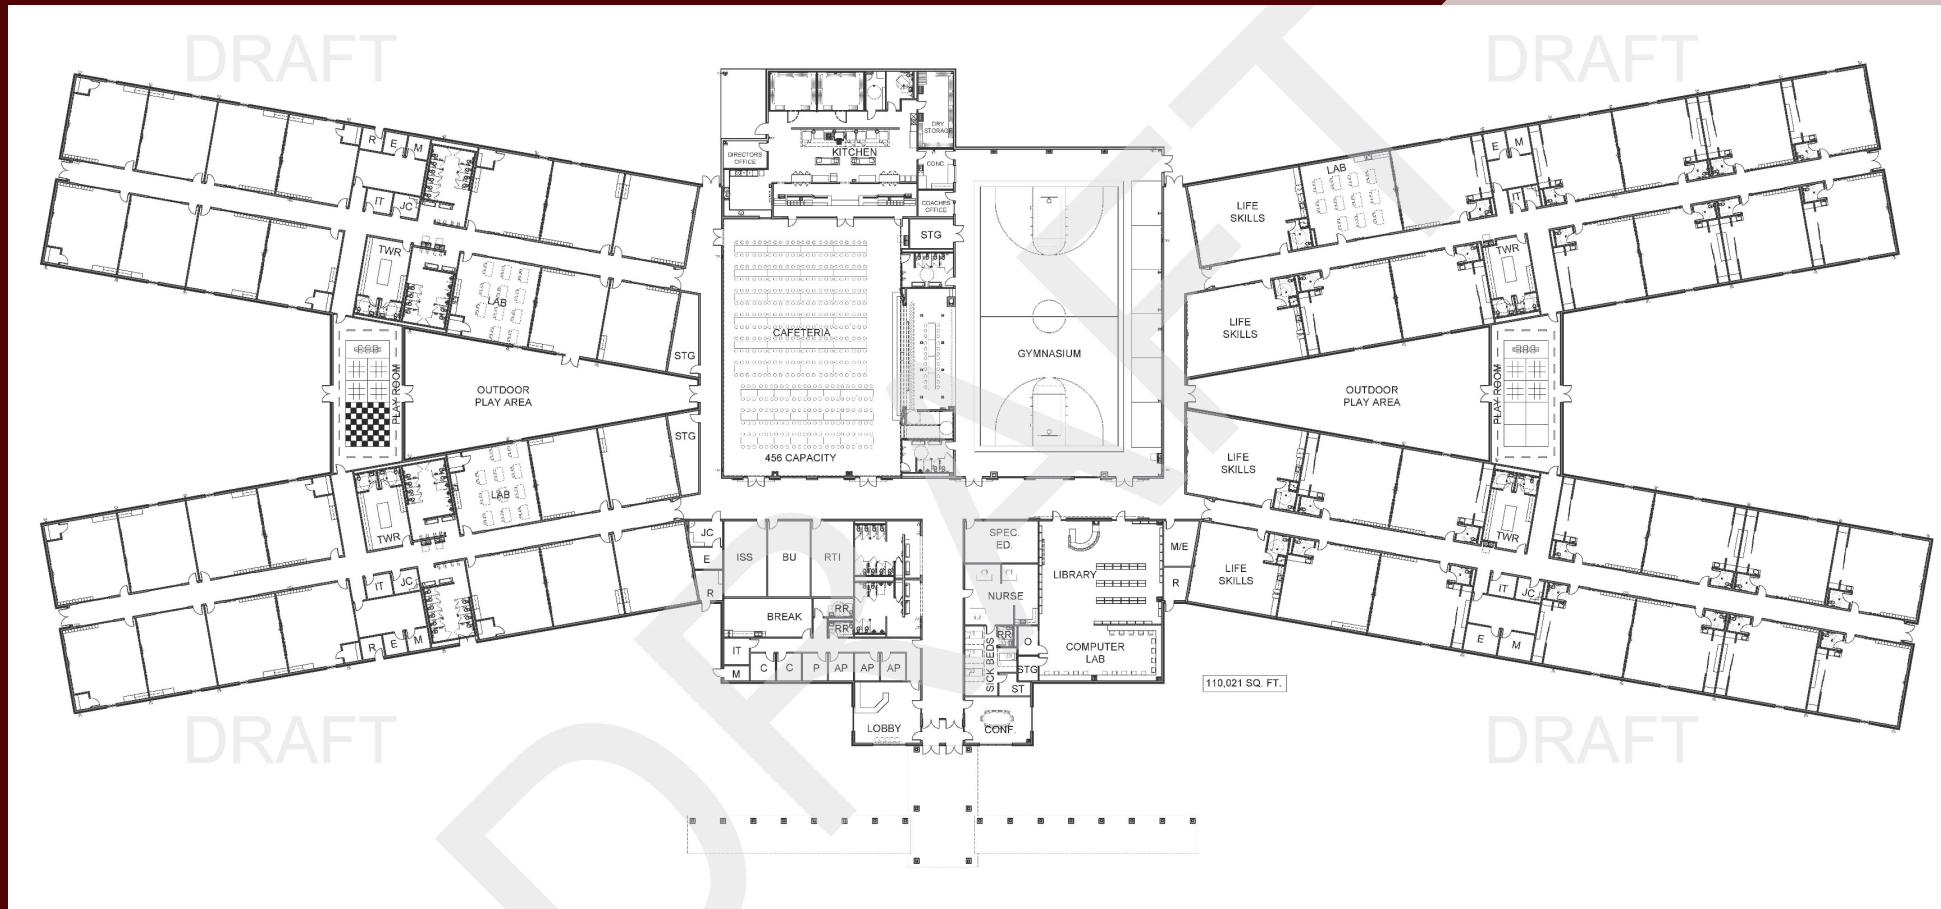 DRAFT
DRAFT
DRAFT
DRY
STORAGE
KITCHEN
DIRECTORS
OFFICE
CONC.
COACHES
OFFICE
STG
R
E
M
IT
JC
TWR
LAB
STG
CAFETERIA
456 CAPACITY
GYMNASIUM
LIFE
SKILLS
LAB
E
M
IT
TWR
LIFE
SKILLS
PLAY ROOM
OUTDOOR
PLAY AREA
OUTDOOR
PLAY AREA
PLAY ROOM
STG
LAB
TWR
IT
JC
R
E
M
LIFE
SKILLS
TWR
LIFE
SKILLS
IT
JC
E
M
JC
E
R
ISS
BU
RTI
BREAK
RR
RR
IT
M
C
C
P
AP
AP
AP
LOBBY
SPEC.
ED.
NURSE
RR
SICK BEDS
O
STG
ST
CONF.
LIBRARY
COMPUTER
LAB
M/E
R
110,021 SQ. FT.
DRAFT
DRAFT